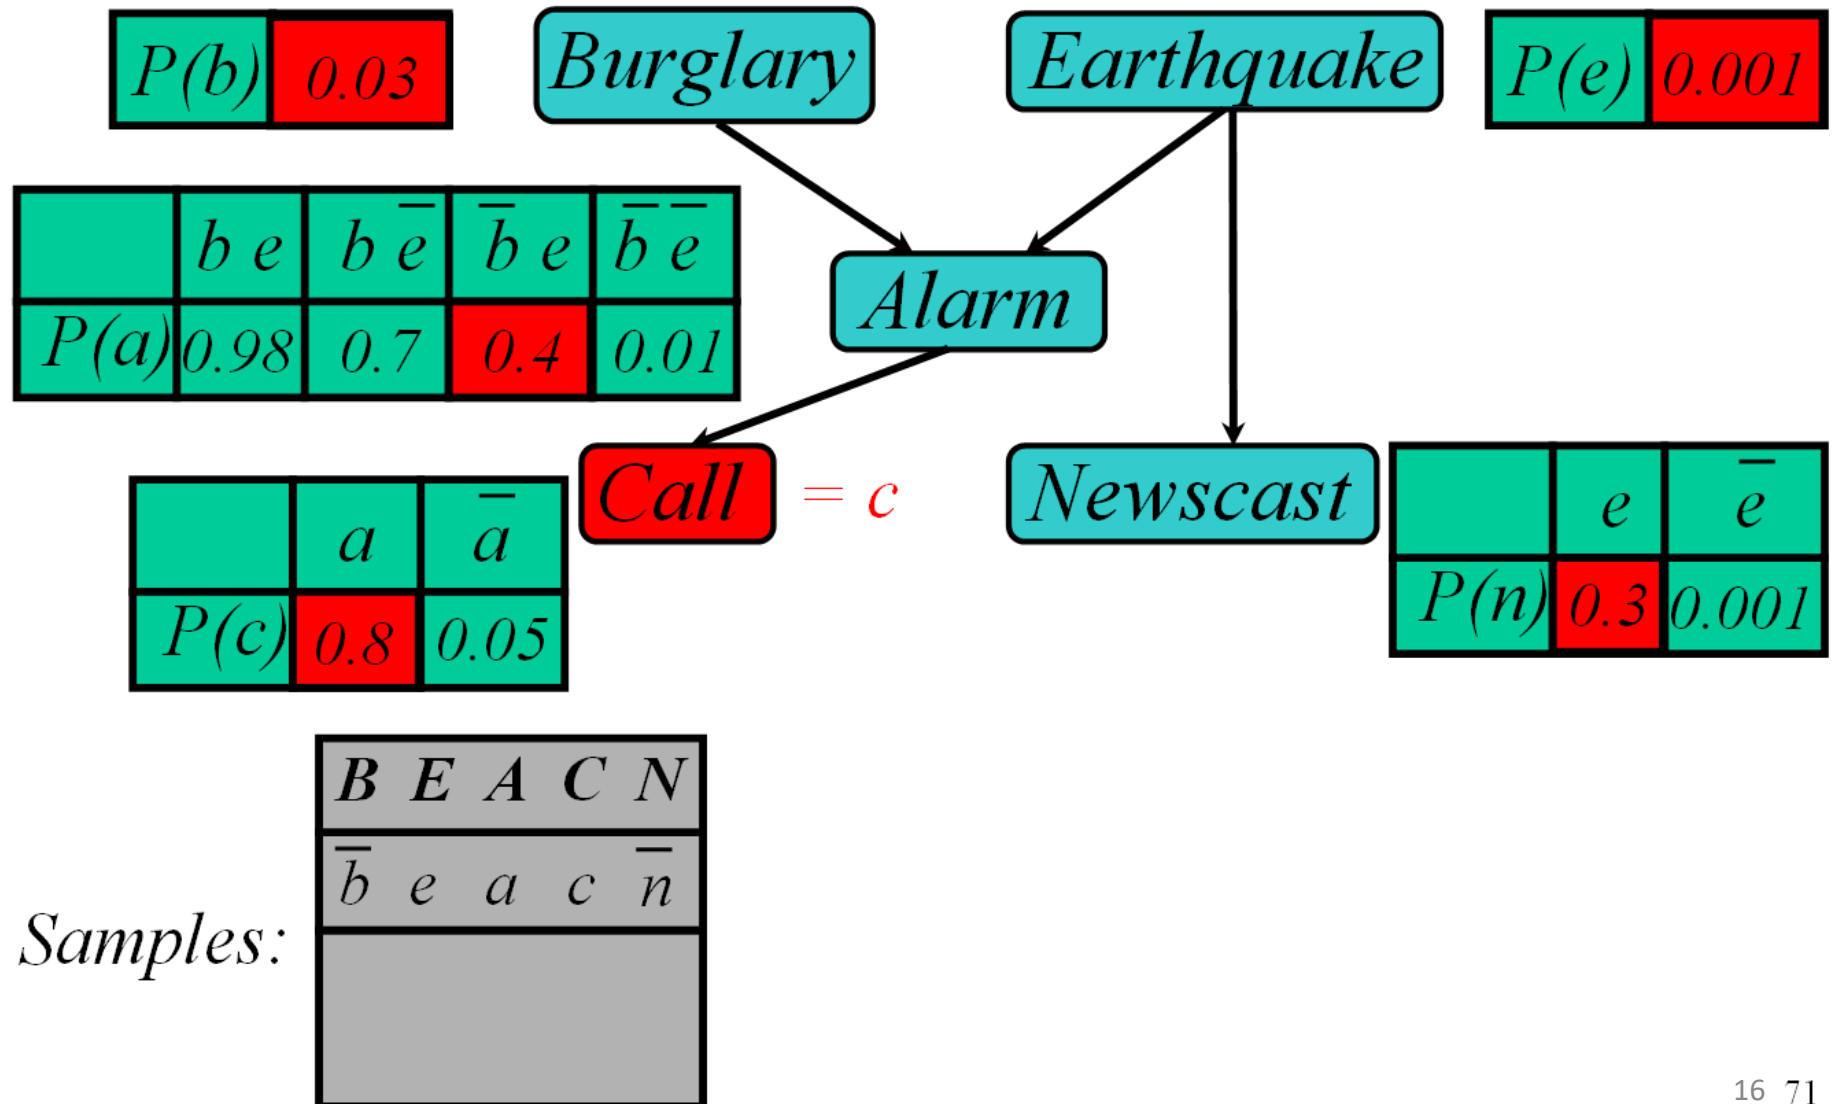 P(b) 0.03
Burglary
Earthquake
P(e) 0.001
b e b e̅ b̅ e b̅ e̅
P(a) 0.98 0.7 0.4 0.01
Alarm
Call = c
Newscast
a a̅
P(c) 0.8 0.05
e e̅
P(n) 0.3 0.001
B E A C N
b̅ e a c n̅
Samples:
16 71